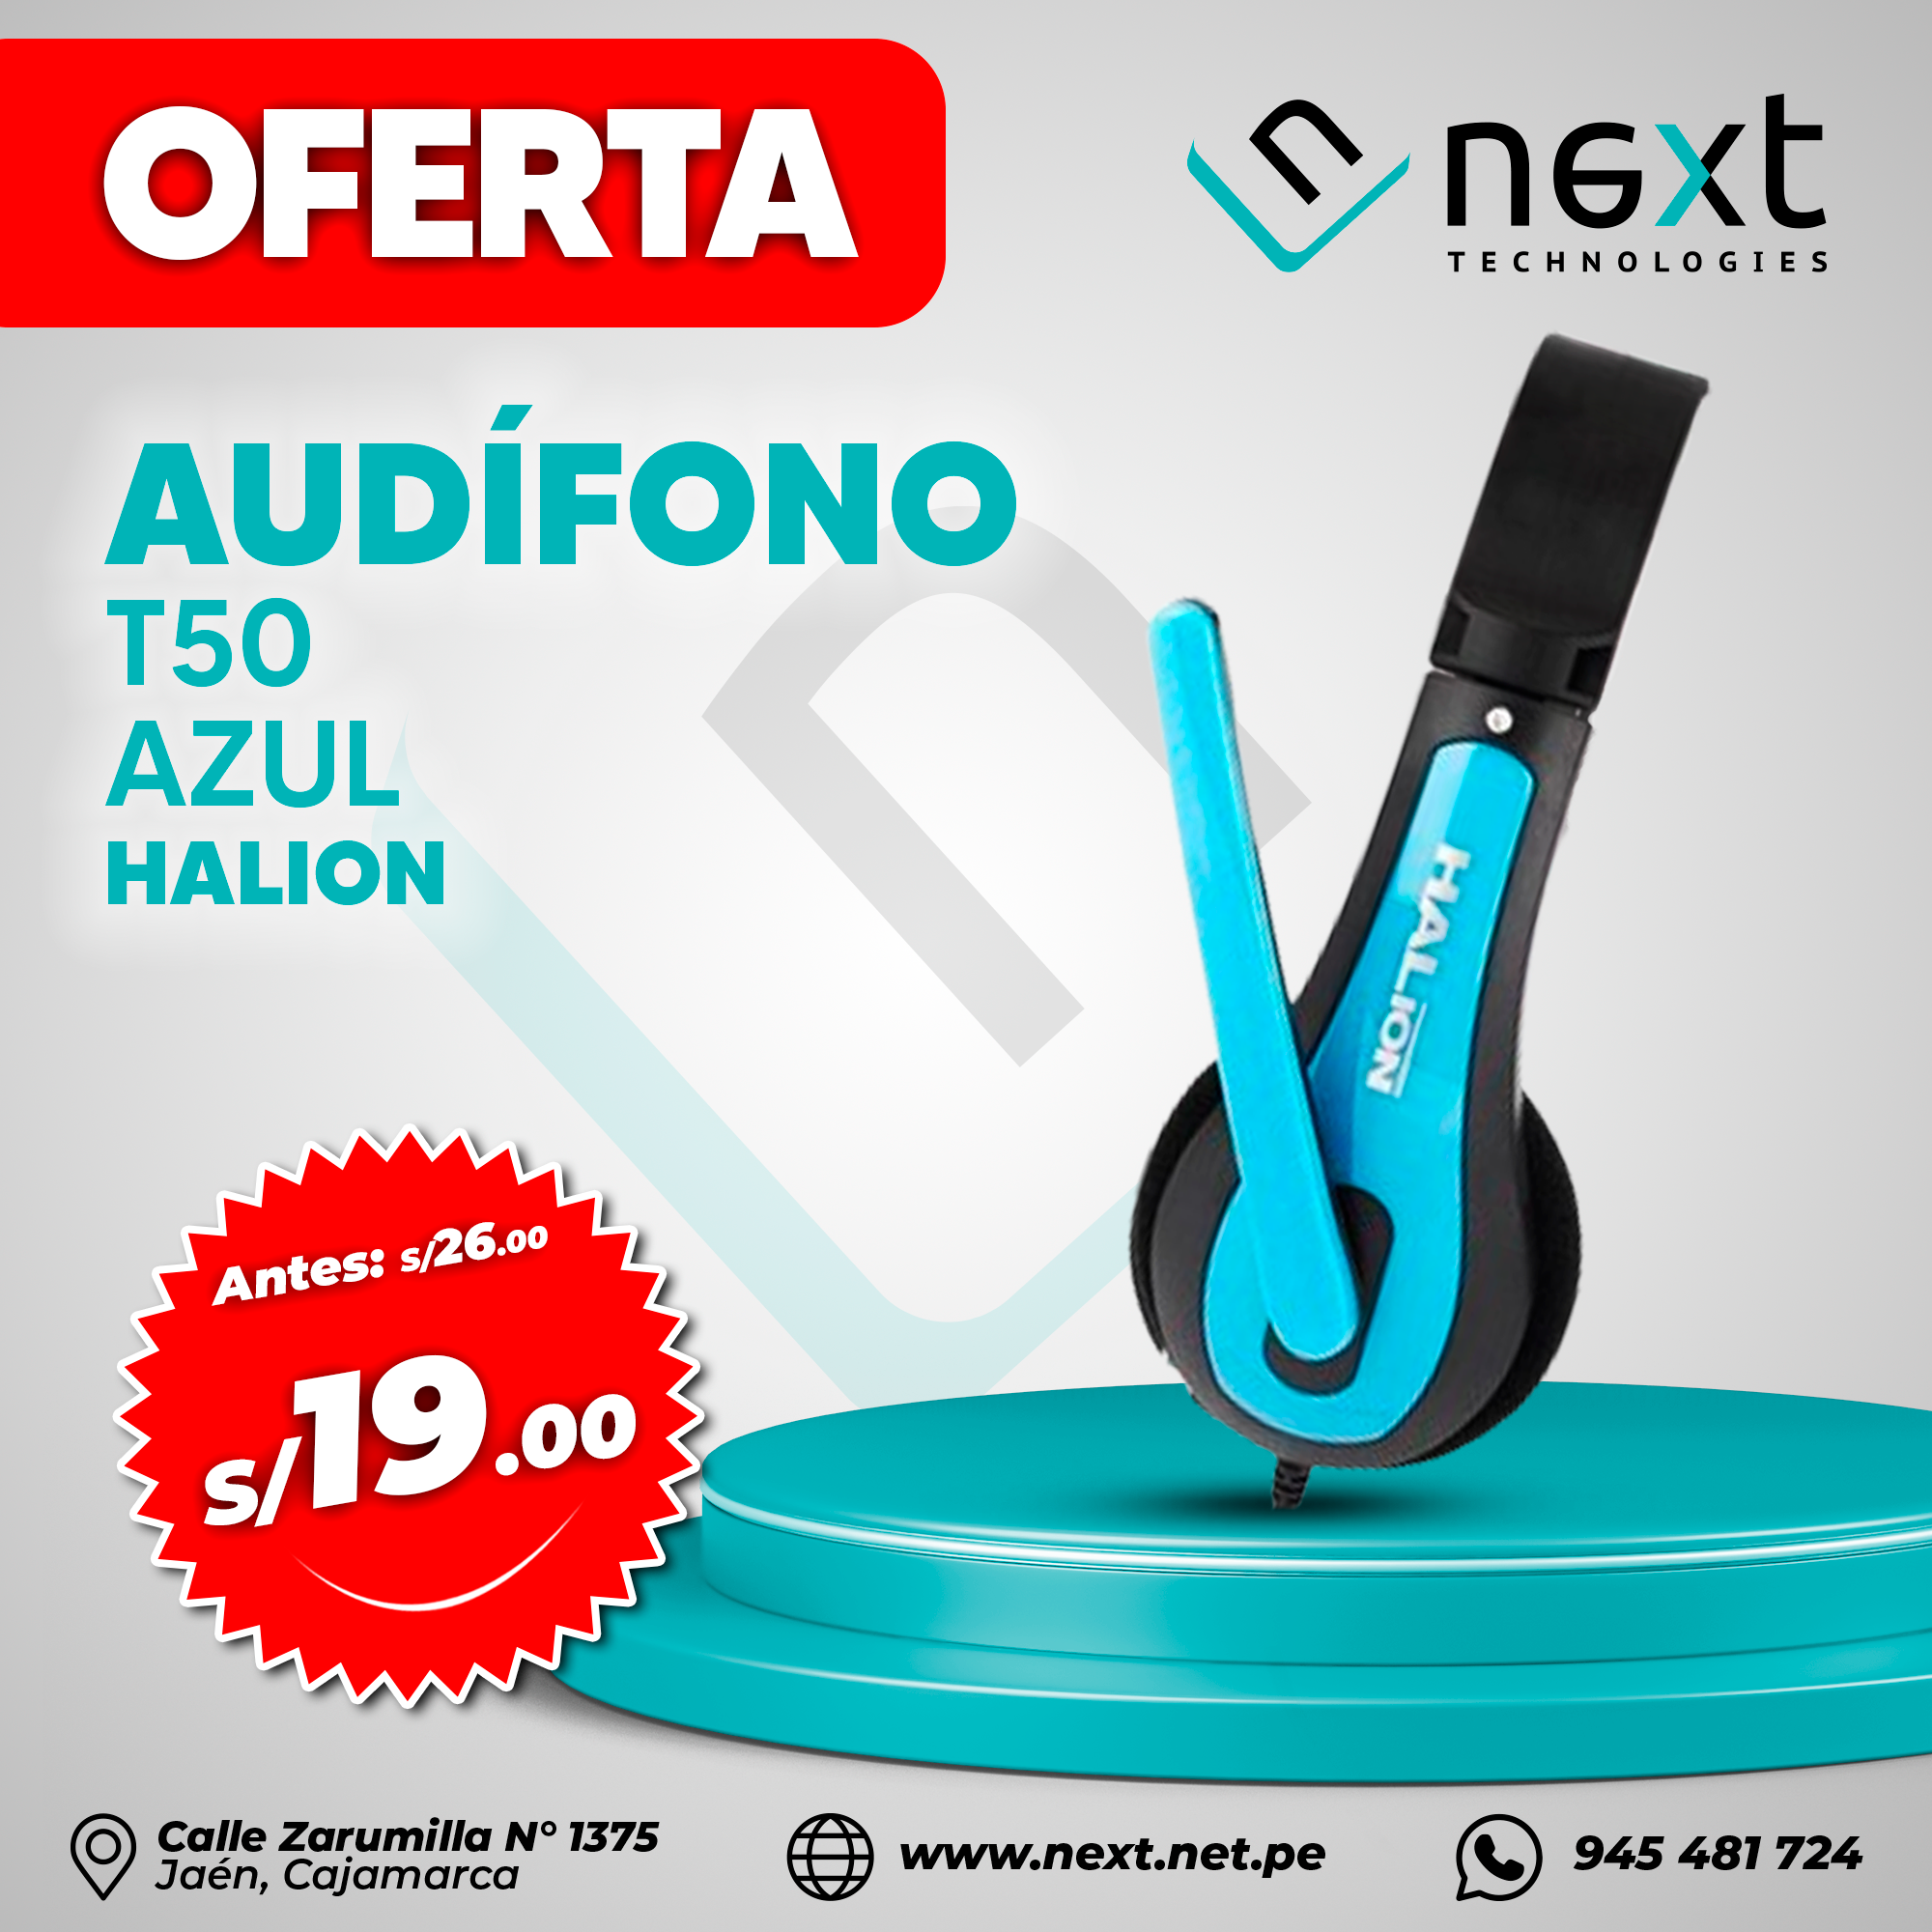 OFERTA
next
TECHNOLOGIES
AUDÍFONO
T50
AZUL
HALION
HALION
Antes: s/26.00
s/19.00
Calle Zarumilla N° 1375
Jaén, Cajamarca
www.next.net.pe
945 481 724